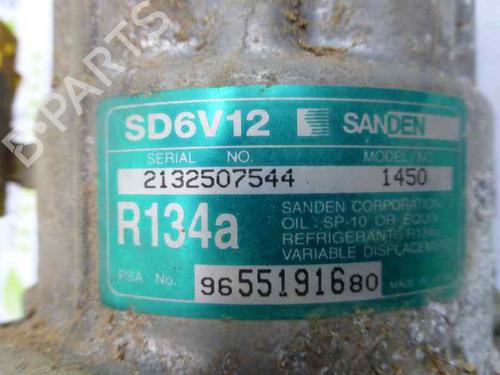 SD6V12 SANDEN
SERIAL NO. MODEL NO.
2132507544 1450
R134a
SANDEN CORPORATION
OIL : SP-10 OR EQUIV
REFRIGERANT: R134a
VARIABLE DISPLACEMENT
PSA No. 9655191680 MADE
B-PARTS